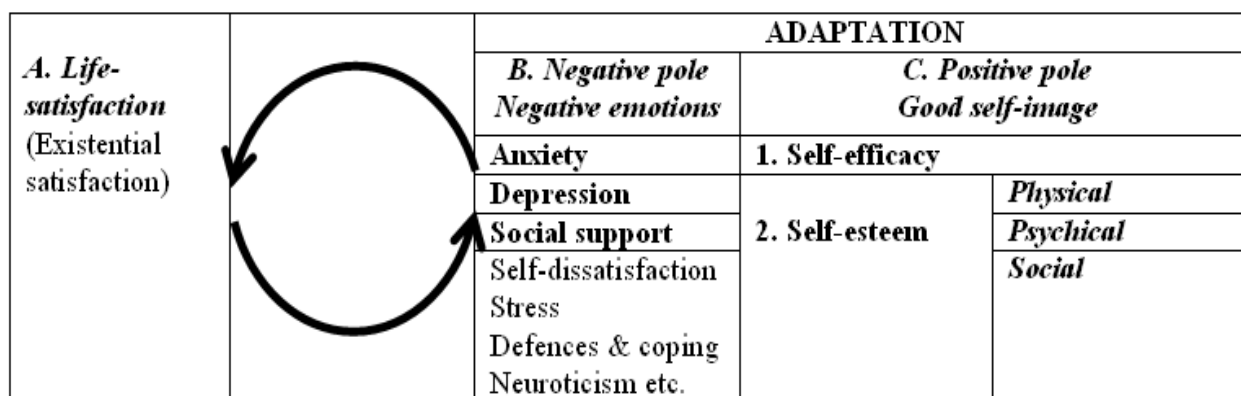 ADAPTATION
A. Life-
satisfaction
(Existential
satisfaction)
B. Negative pole
Negative emotions
C. Positive pole
Good self-image
Anxiety
1. Self-efficacy
Depression
Physical
Social support
2. Self-esteem
Psychical
Self-dissatisfaction
Social
Stress
Defences & coping
Neuroticism etc.